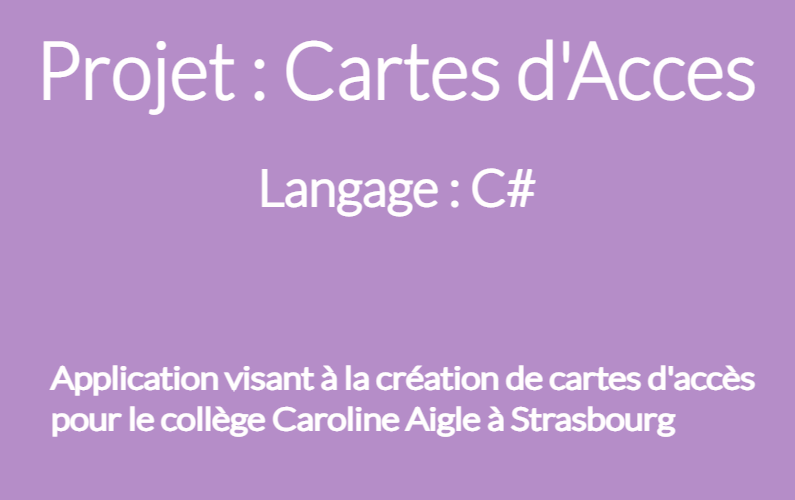 Projet : Cartes d'Acces
Langage : C#
Application visant à la création de cartes d'accès
pour le collège Caroline Aigle à Strasbourg